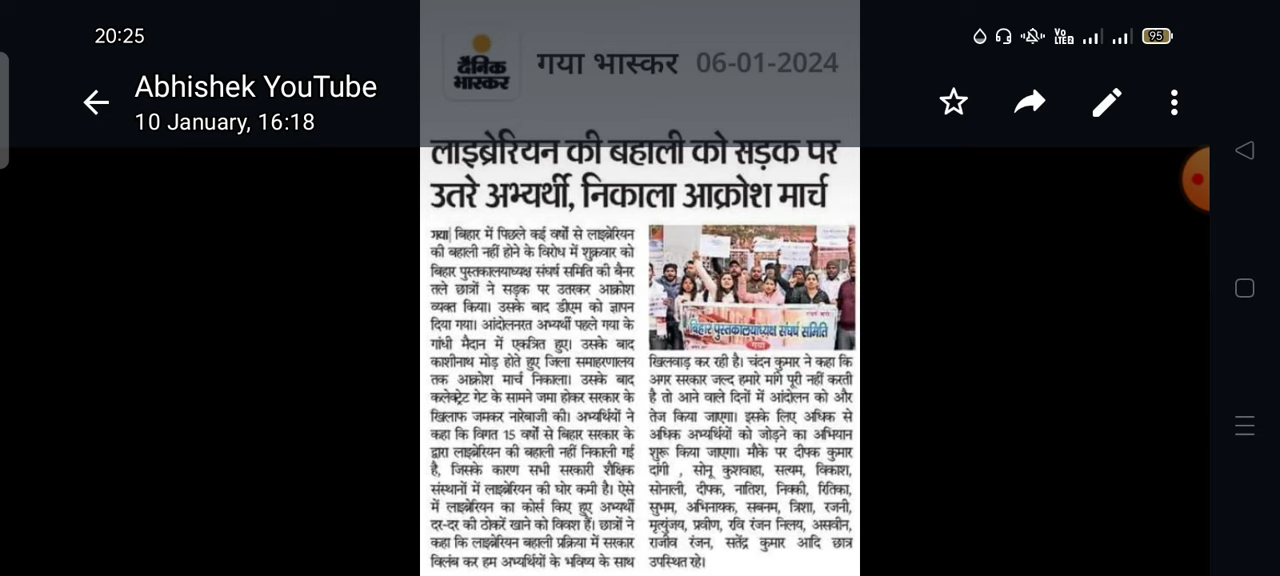 20:25
Vo LTE2
95
Abhishek YouTube
10 January, 16:18
दैनिक
भास्कर
गया भास्कर 06-01-2024
लाइब्रेरियन की बहाली को सड़क पर
उतरे अभ्यर्थी, निकाला आक्रोश मार्च
गया| बिहार में पिछले कई वर्षों से लाइब्रेरियन
की बहाली नहीं होने के विरोध में शुक्रवार को
बिहार पुस्तकालयाध्यक्ष संघर्ष समिति की बैनर
तले छात्रों ने सड़क पर उतरकर आक्रोश
व्यक्त किया। उसके बाद डीएम को ज्ञापन
दिया गया। आंदोलनरत अभ्यर्थी पहले गया के
गांधी मैदान में एकत्रित हुए। उसके बाद
काशीनाथ मोड़ होते हुए जिला समाहरणालय
तक आक्रोश मार्च निकाला। उसके बाद
कलेक्ट्रेट गेट के सामने जमा होकर सरकार के
खिलाफ जमकर नारेबाजी की। अभ्यर्थियों ने
कहा कि विगत 15 वर्षों से बिहार सरकार के
द्वारा लाइब्रेरियन की बहाली नहीं निकाली गई
है, जिसके कारण सभी सरकारी शैक्षिक
संस्थानों में लाइब्रेरियन की घोर कमी है। ऐसे
में लाइब्रेरियन का कोर्स किए हुए अभ्यर्थी
दर-दर की ठोकरें खाने को विवश हैं। छात्रों ने
कहा कि लाइब्रेरियन बहाली प्रक्रिया में सरकार
विलंब कर हम अभ्यर्थियों के भविष्य के साथ
बिहार पुस्तकालयाध्यक्ष संघर्ष समिति
गया
खिलवाड़ कर रही है। चंदन कुमार ने कहा कि
अगर सरकार जल्द हमारे मांगे पूरी नहीं करती
है तो आने वाले दिनों में आंदोलन को और
तेज किया जाएगा। इसके लिए अधिक से
अधिक अभ्यर्थियों को जोड़ने का अभियान
शुरू किया जाएगा। मौके पर दीपक कुमार
दांगी , सोनू कुशवाहा, सत्यम, विकाश,
सोनाली, दीपक, नातिश, निक्की, रितिका,
सुभम, अभिनायक, सबनम, त्रिशा, रजनी,
मृत्युंजय, प्रवीण, रवि रंजन निलय, असवीन,
राजीव रंजन, सतेंद्र कुमार आदि छात्र
उपस्थित रहे।